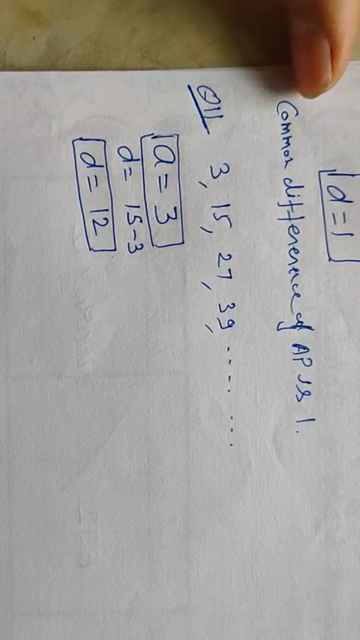 d=1
Common difference of AP is 1.
Q11 3, 15, 27, 39, ........
a = 3
d = 15-3
d = 12